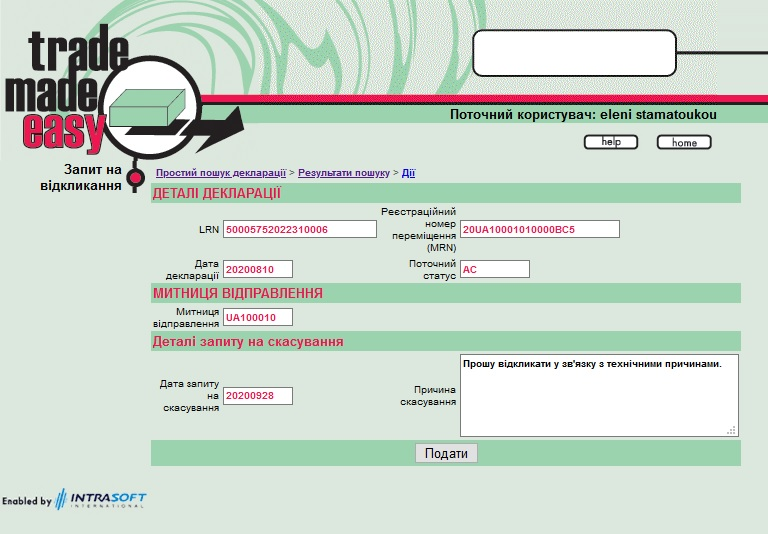 trade
made
easy
Поточний користувач: eleni stamatoukou
help
home
Запит на
відкликання
Простий пошук декларації > Результати пошуку > Дії
ДЕТАЛІ ДЕКЛАРАЦІЇ
LRN 50005752022310006
Реєстраційний
номер
переміщення
(MRN)
20UA10001010000BC5
Дата
декларації
20200810
Поточний
статус
AC
МИТНИЦЯ ВІДПРАВЛЕННЯ
Митниця
відправлення
UA100010
Деталі запиту на скасування
Дата запиту
на
скасування
20200928
Причина
скасування
Прошу відкликати у зв'язку з технічними причинами.
Подати
Enabled by INTRASOFT
INTERNATIONAL